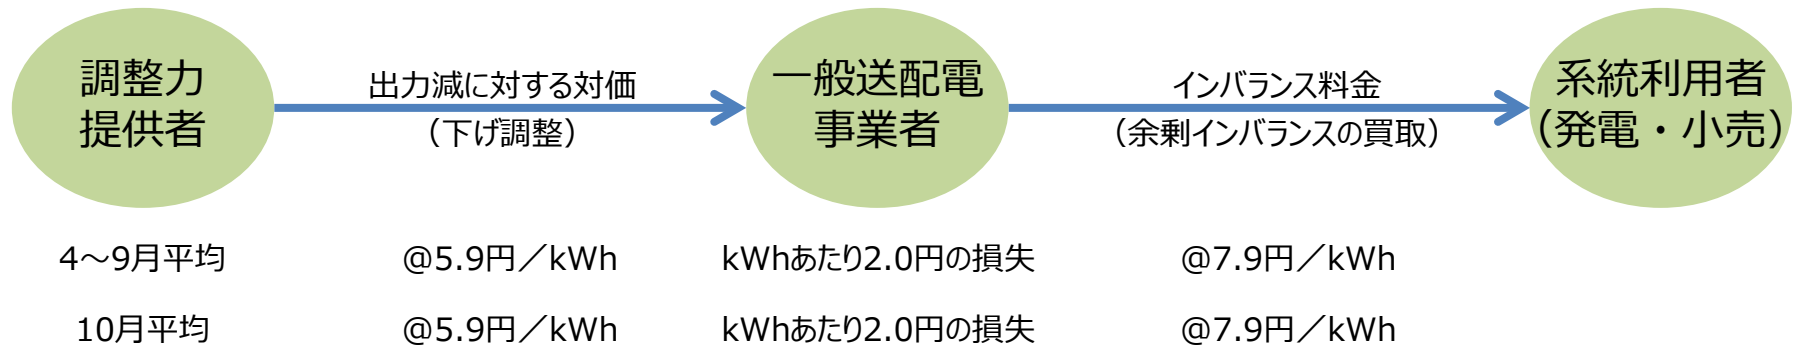 調整力
提供者
出力減に対する対価
（下げ調整）
一般送配電
事業者
インバランス料金
（余剰インバランスの買取）
系統利用者
（発電・小売）
4～9月平均 @5.9円／kWh kWhあたり2.0円の損失 @7.9円／kWh
10月平均 @5.9円／kWh kWhあたり2.0円の損失 @7.9円／kWh